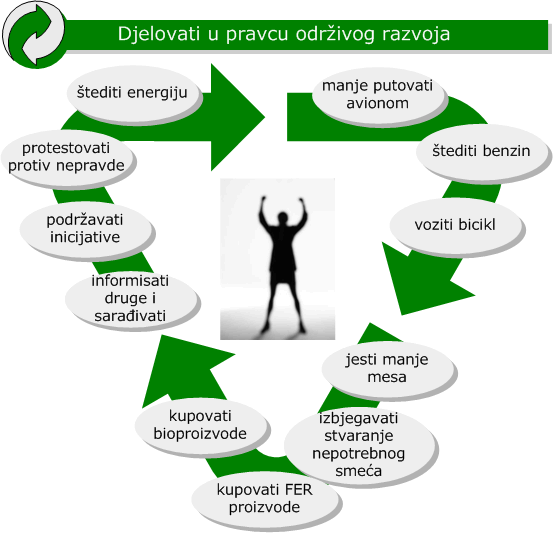 Djelovati u pravcu održivog razvoja
štediti energiju
manje putovati
avionom
štediti benzin
voziti bicikl
jesti manje
mesa
izbjegavati
stvaranje
nepotrebnog
smeća
kupovati FER
proizvode
kupovati
bioproizvode
informisati
druge i
sarađivati
podržavati
inicijative
protestovati
protiv nepravde